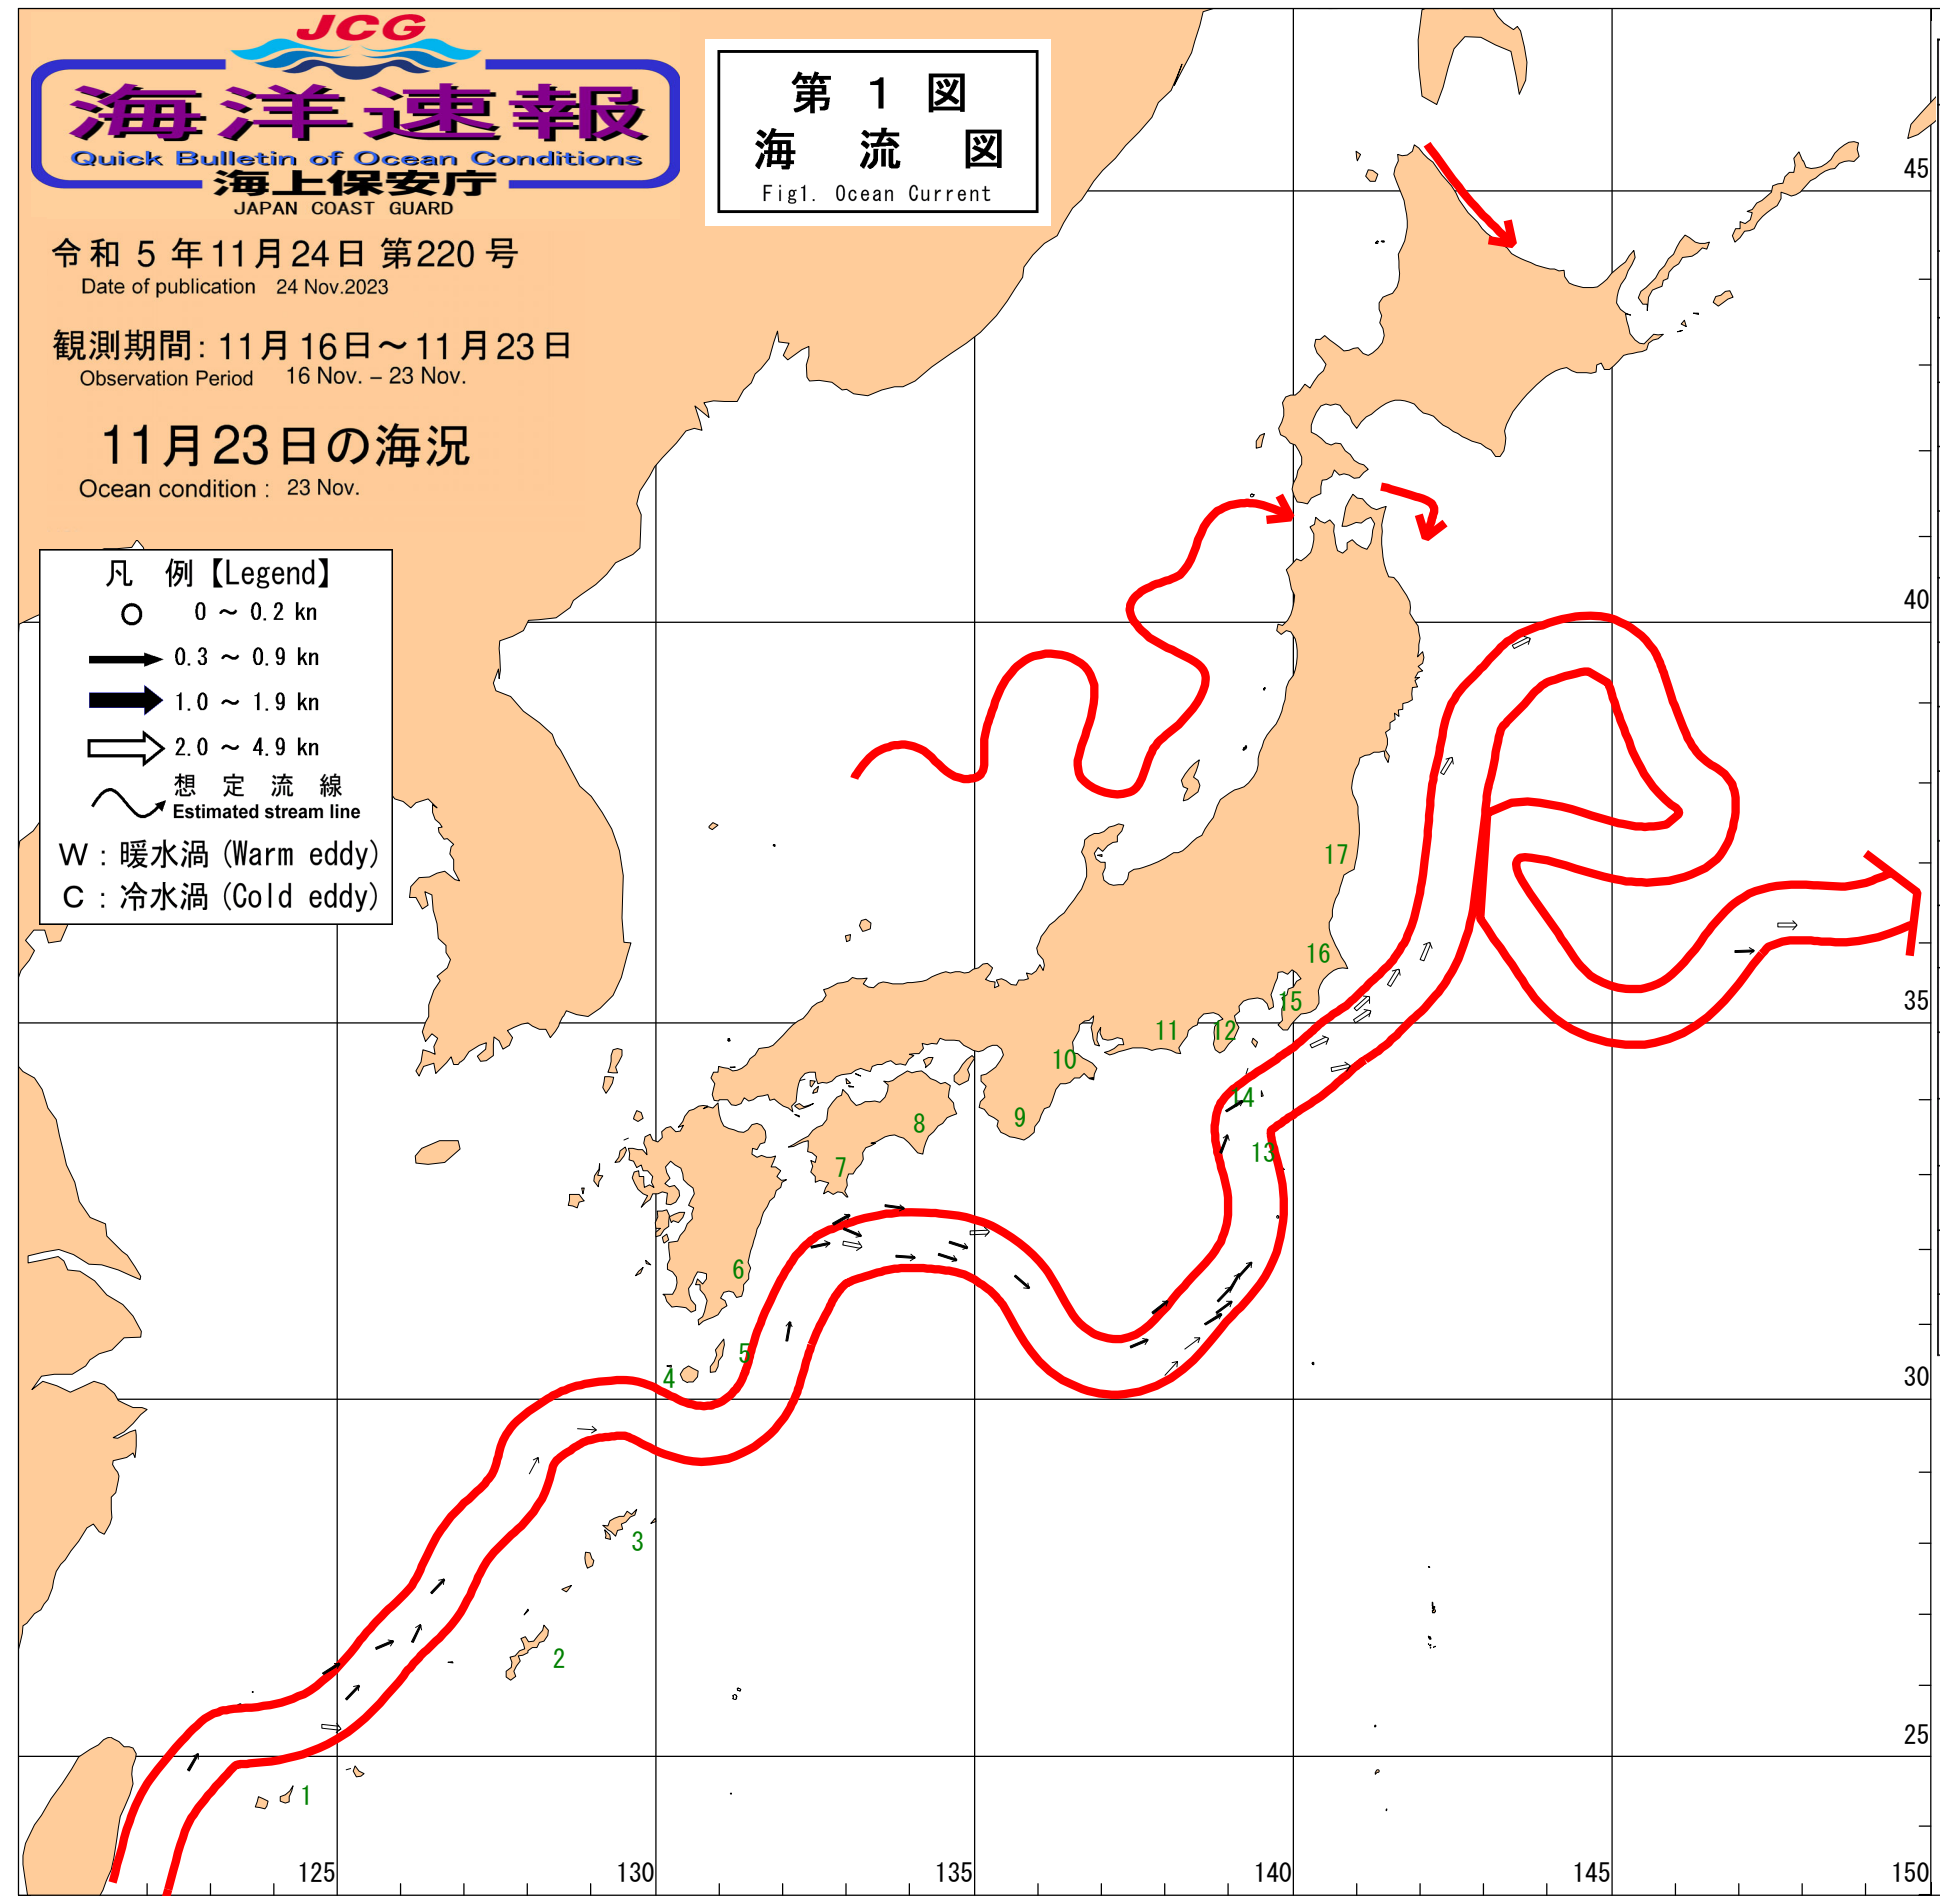 JCG
海洋速報
Quick Bulletin of Ocean Conditions
海上保安庁
JAPAN COAST GUARD
第 1 図
海 流 図
Fig1. Ocean Current
令和 5 年11月24日 第220 号
Date of publication 24 Nov.2023
観測期間: 11月16日～11月23日
Observation Period 16 Nov. – 23 Nov.
11月23日の海況
Ocean condition : 23 Nov.
凡 例【Legend】
0 ～ 0.2 kn
0.3 ～ 0.9 kn
1.0 ～ 1.9 kn
2.0 ～ 4.9 kn
想 定 流 線
Estimated stream line
W : 暖水渦 (Warm eddy)
C : 冷水渦 (Cold eddy)
45
40
35
30
25
17
16
15
11
12
10
14
9
8
13
7
6
5
4
3
2
1
125
130
135
140
145
150